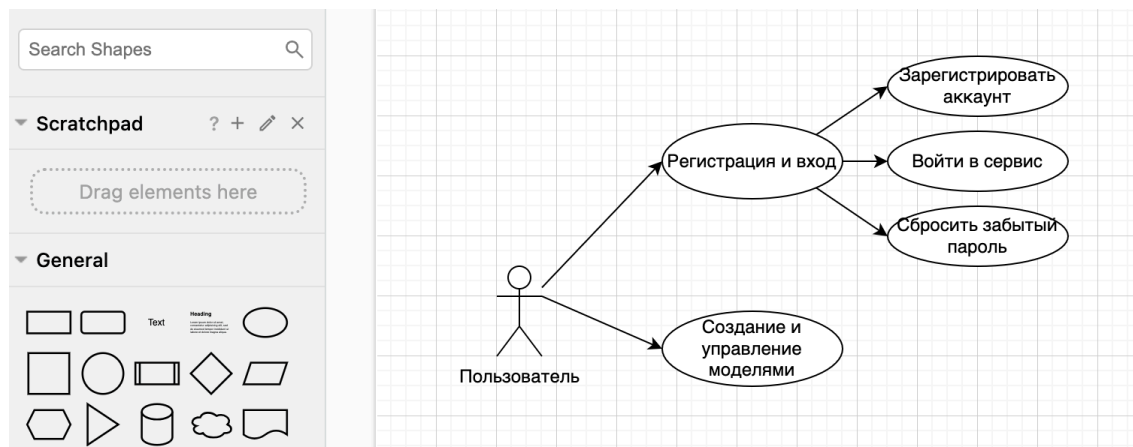 Search Shapes
Scratchpad
?
Drag elements here
General
Text
Heading
Зарегистрировать
аккаунт
Регистрация и вход
Войти в сервис
Сбросить забытый
пароль
Создание и
управление
моделями
Пользователь